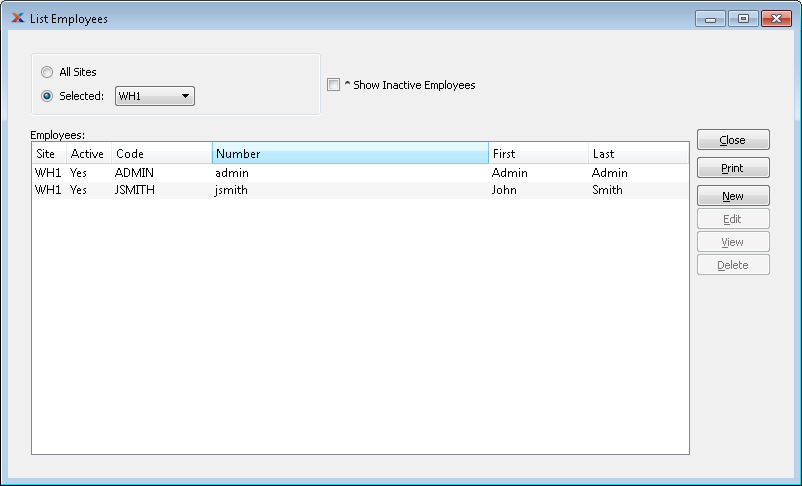 List Employees
All Sites
Selected: WH1
^ Show Inactive Employees
Employees:
Site Active Code Number First Last
WH1 Yes ADMIN admin Admin Admin
WH1 Yes JSMITH jsmith John Smith
Close
Print
New
Edit
View
Delete